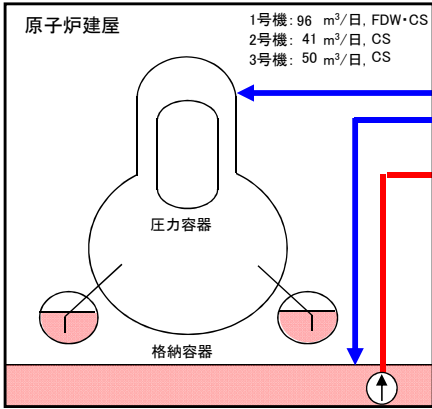 原子炉建屋
1号機: 96 m³/日, FDW・CS
2号機: 41 m³/日, CS
3号機: 50 m³/日, CS
圧力容器
格納容器